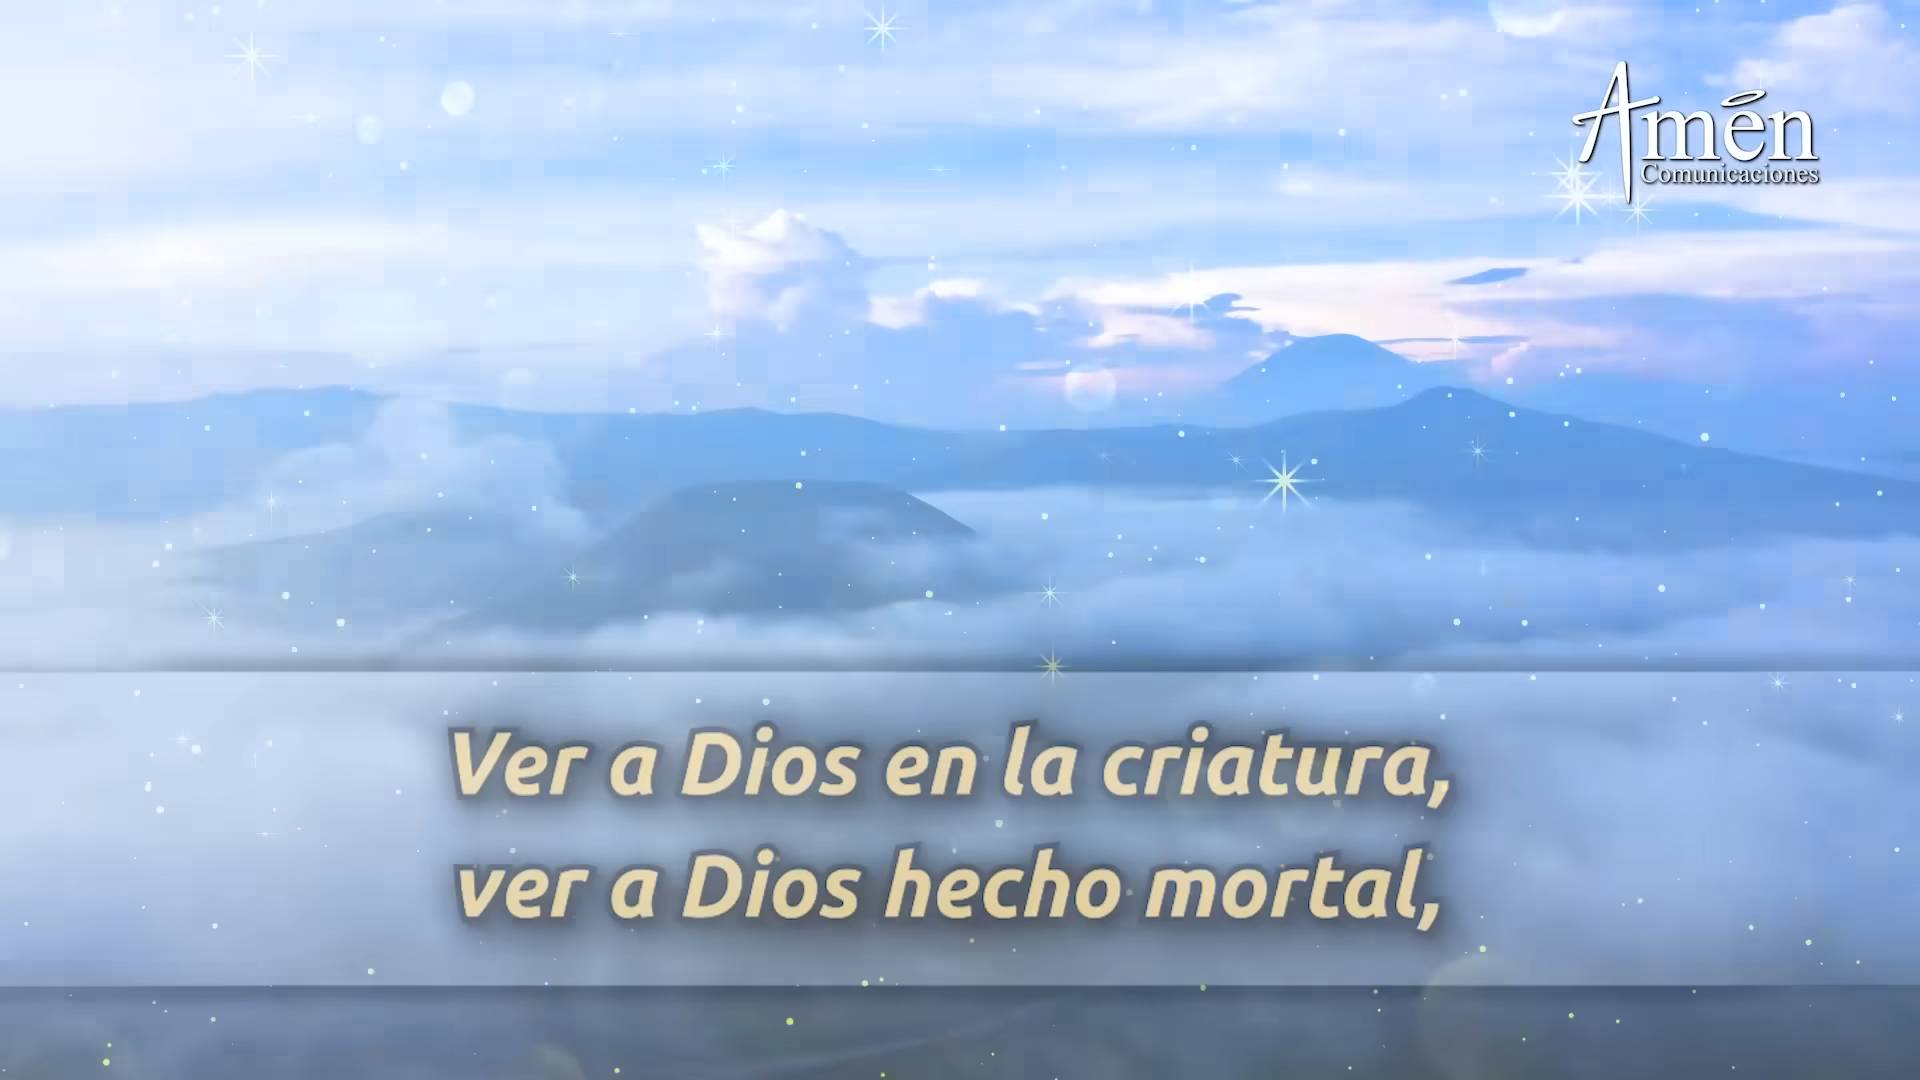 Amén
Comunicaciones
Ver a Dios en la criatura,
ver a Dios hecho mortal,